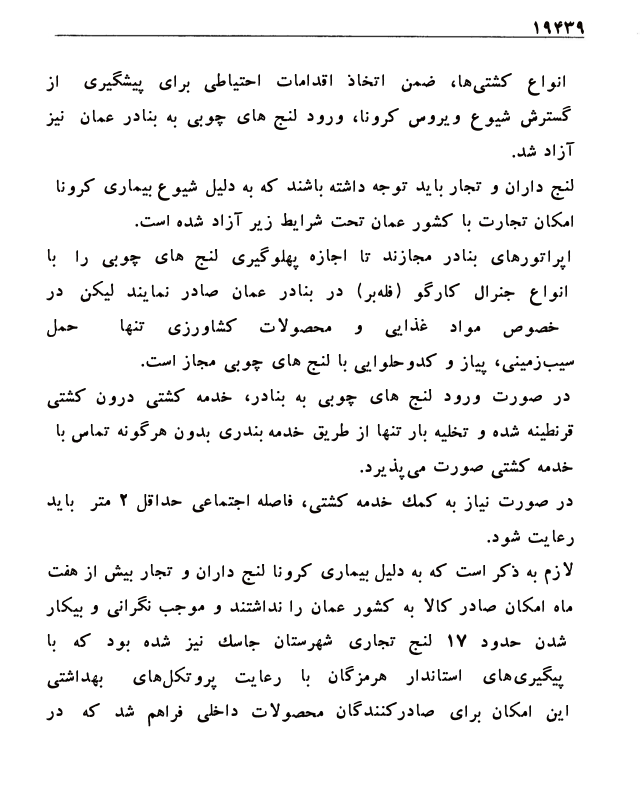 ۱۹۴۳۹
انواع کشتی‌ها، ضمن اتخاذ اقدامات احتیاطی برای پیشگیری از
گسترش شیوع ویروس کرونا، ورود لنج های چوبی به بنادر عمان نیز
آزاد شد.
لنج داران و تجار باید توجه داشته باشند که به دلیل شیوع بیماری کرونا
امکان تجارت با کشور عمان تحت شرایط زیر آزاد شده است.
اپراتورهای بنادر مجازند تا اجازه پهلوگیری لنج های چوبی را با
انواع جنرال کارگو (فله‌بر) در بنادر عمان صادر نمایند لیکن در
خصوص مواد غذایی و محصولات کشاورزی تنها حمل
سیب‌زمینی، پیاز و کدوحلوایی با لنج های چوبی مجاز است.
در صورت ورود لنج های چوبی به بنادر، خدمه کشتی درون کشتی
قرنطینه شده و تخلیه بار تنها از طریق خدمه بندری بدون هرگونه تماس با
خدمه کشتی صورت می‌پذیرد.
در صورت نیاز به کمك خدمه کشتی، فاصله اجتماعی حداقل ۲ متر باید
رعایت شود.
لازم به ذکر است که به دلیل بیماری کرونا لنج داران و تجار بیش از هفت
ماه امکان صادر کالا به کشور عمان را نداشتند و موجب نگرانی و بیکار
شدن حدود ۱۷ لنج تجاری شهرستان جاسك نیز شده بود که با
پیگیری‌های استاندار هرمزگان با رعایت پروتکل‌های بهداشتی
این امکان برای صادرکنندگان محصولات داخلی فراهم شد که در